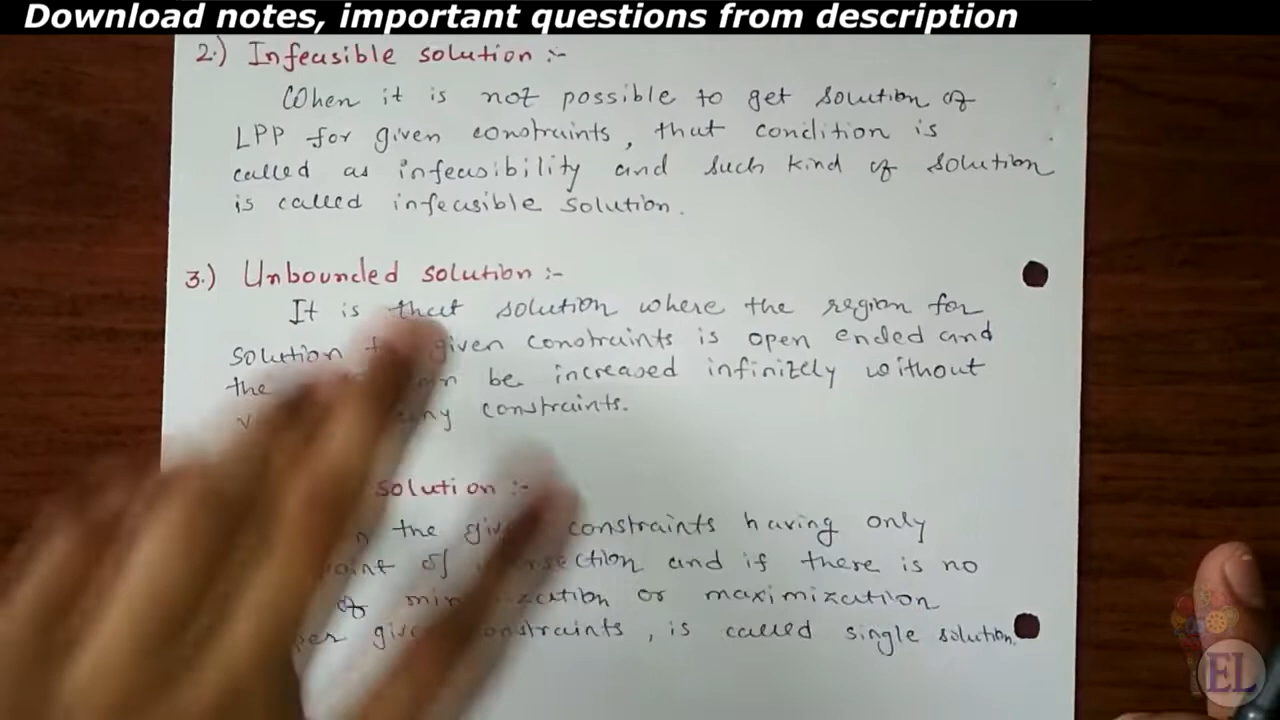 Download notes, important questions from description
2.) Infeasible solution :-
When it is not possible to get solution of
LPP for given constraints, that condition is
called as infeasibility and such kind of solution
is called infeasible solution.
3.) Unbounded solution :-
It is that solution where the region for
solution given constraints is open ended and
the be increased infinitely without
any constraints.
solution :-
the constraints having only
and if there is no
of or maximization
constraints, is called single solution.
EL